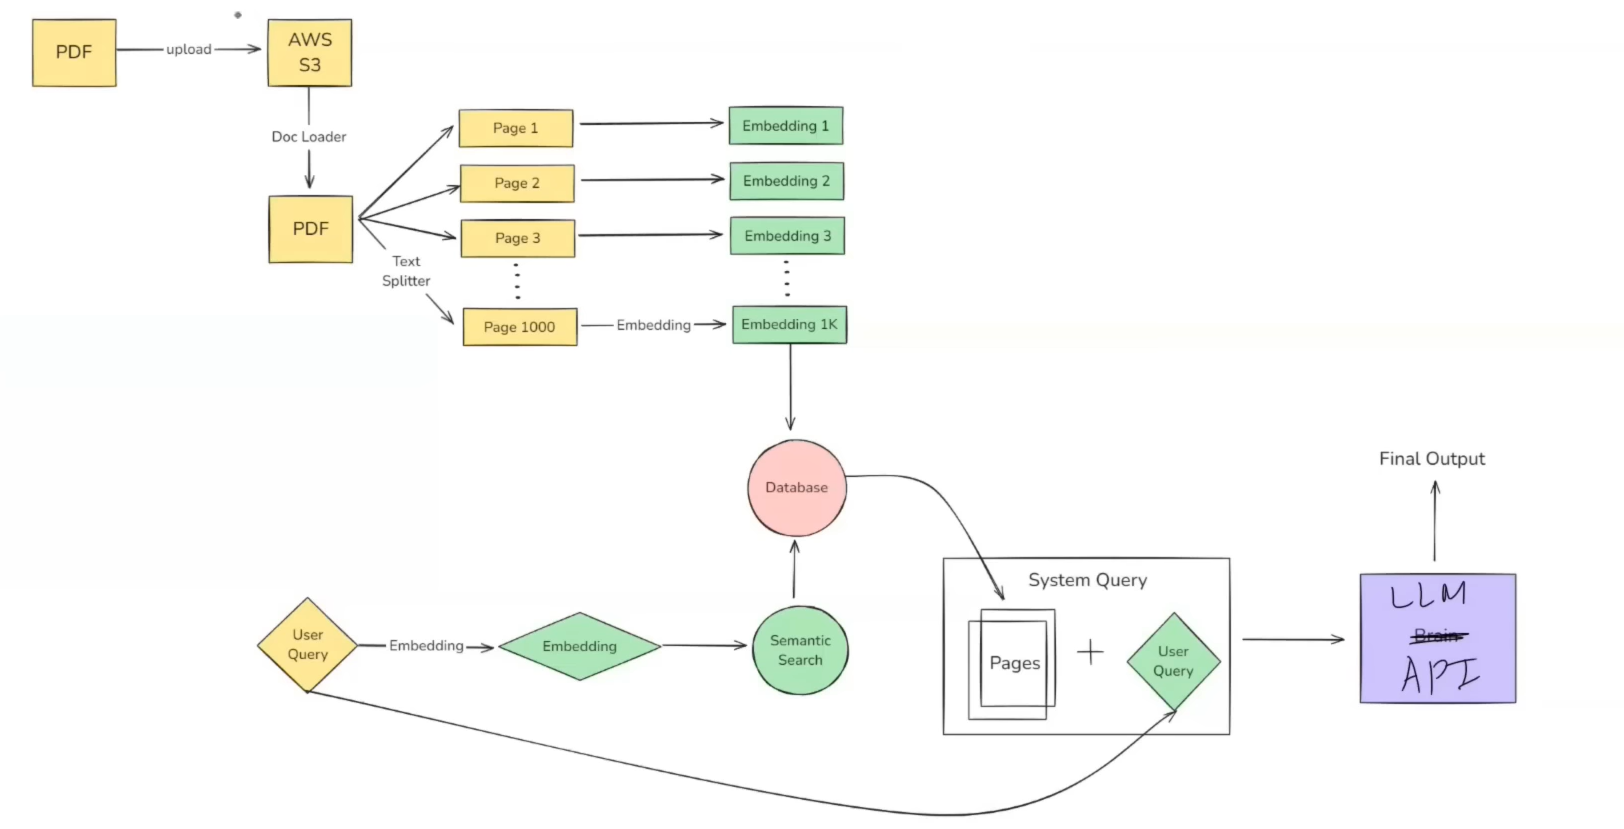 PDF
upload
AWS
S3
Doc Loader
PDF
Text
Splitter
Page 1
Page 2
Page 3
Page 1000
Embedding
Embedding 1
Embedding 2
Embedding 3
Embedding 1K
Database
User
Query
Embedding
Embedding
Semantic
Search
System Query
Pages
+
User
Query
Final Output
LLM
Brain
API